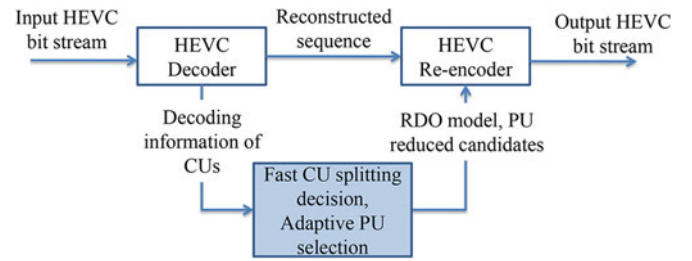 Input HEVC
bit stream
HEVC
Decoder
Reconstructed
sequence
HEVC
Re-encoder
Output HEVC
bit stream
Decoding
information of
CUs
RDO model, PU
reduced candidates
Fast CU splitting
decision,
Adaptive PU
selection